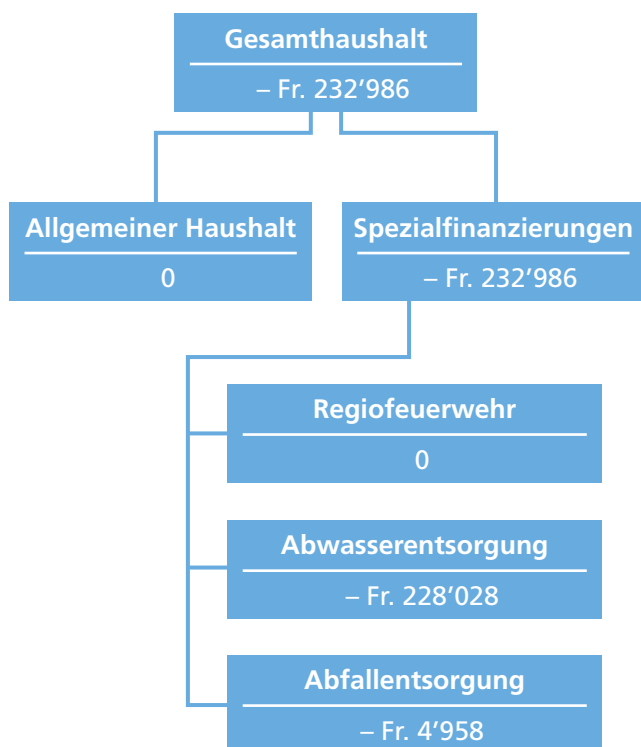 Gesamthaushalt
– Fr. 232’986
Allgemeiner Haushalt
0
Spezialfinanzierungen
– Fr. 232’986
Regiofeuerwehr
0
Abwasserentsorgung
– Fr. 228’028
Abfallentsorgung
– Fr. 4’958